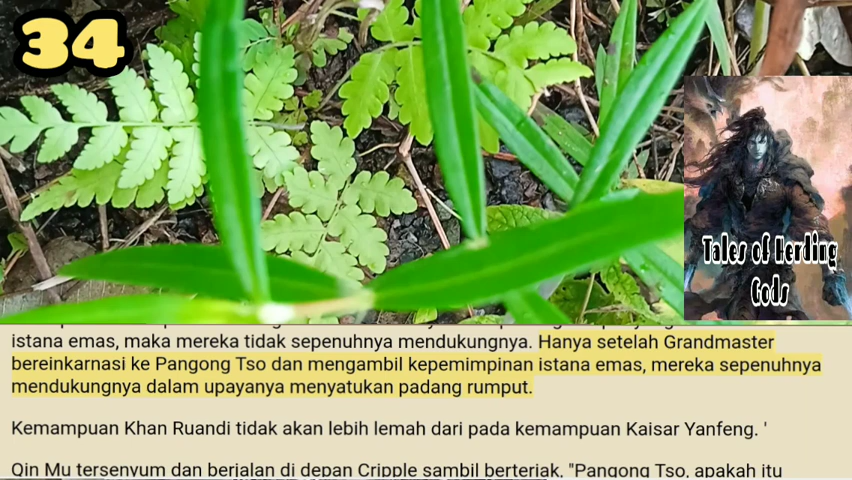 34
Tales of Herding
Gods
istana emas, maka mereka tidak sepenuhnya mendukungnya. Hanya setelah Grandmaster
bereinkarnasi ke Pangong Tso dan mengambil kepemimpinan istana emas, mereka sepenuhnya
mendukungnya dalam upayanya menyatukan padang rumput.
Kemampuan Khan Ruandi tidak akan lebih lemah dari pada kemampuan Kaisar Yanfeng. '
Qin Mu tersenyum dan berjalan di depan Cripple sambil berteriak, "Pangong Tso, apakah itu